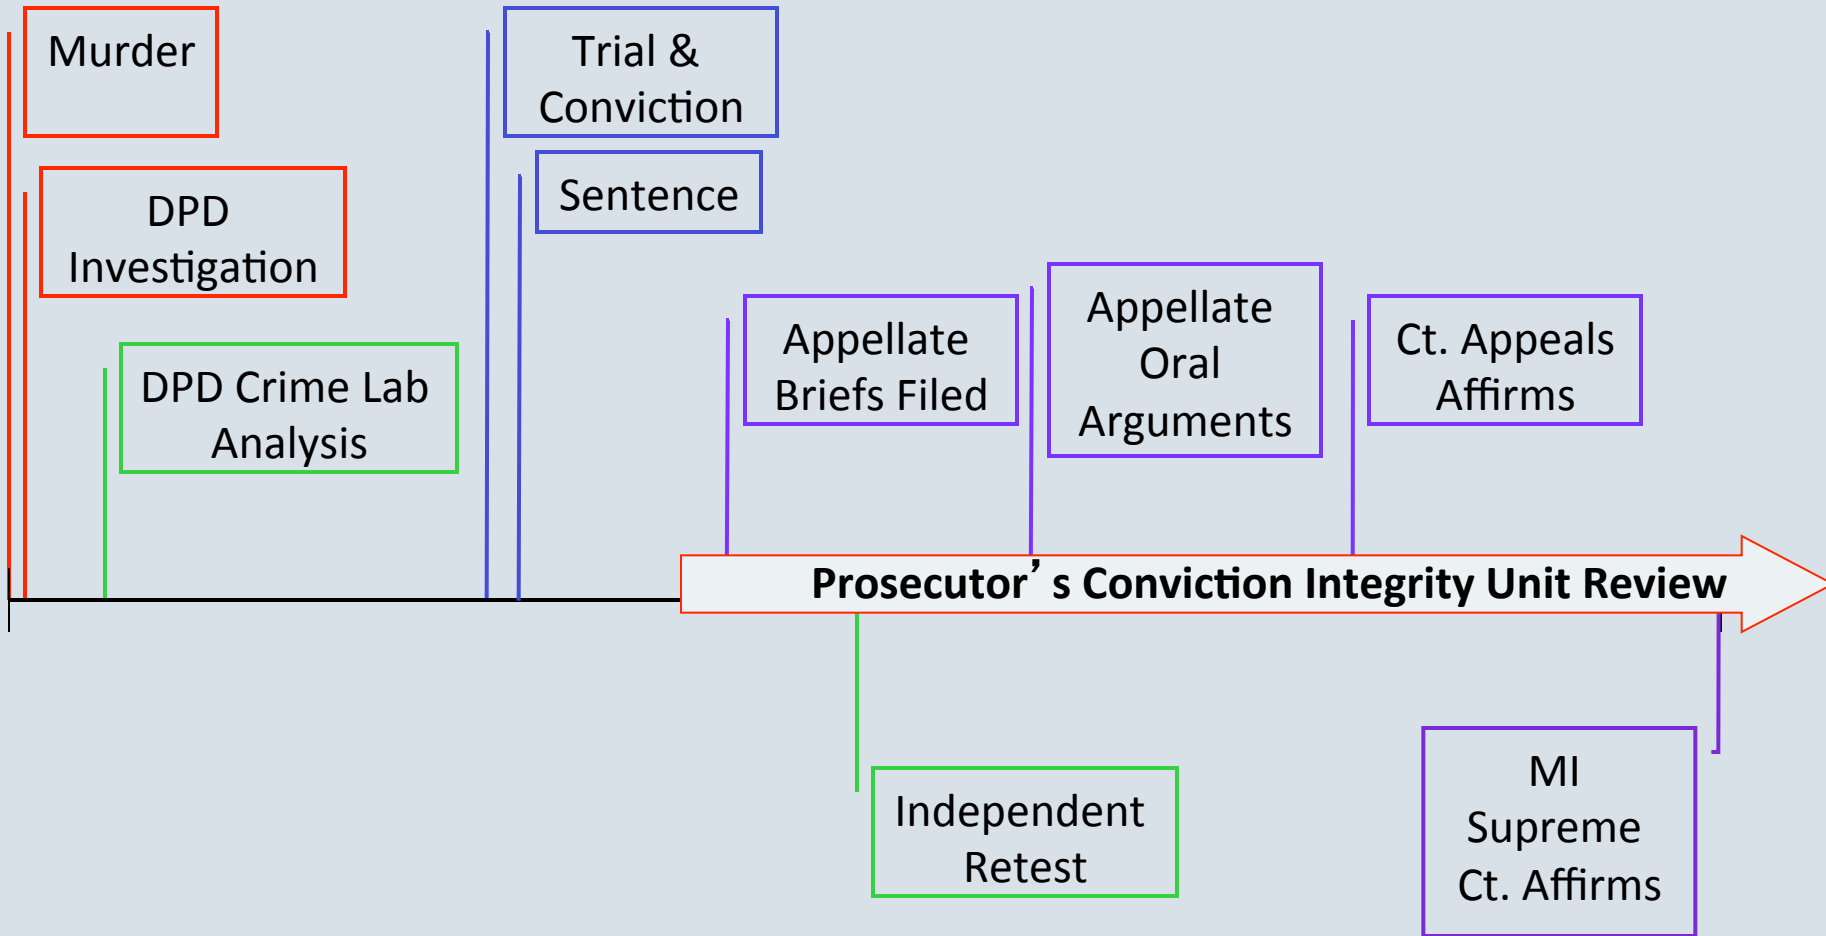 Murder
DPD
Investigation
DPD Crime Lab
Analysis
Trial &
Conviction
Sentence
Appellate
Briefs Filed
Appellate
Oral
Arguments
Ct. Appeals
Affirms
Prosecutor’s Conviction Integrity Unit Review
Independent
Retest
MI
Supreme
Ct. Affirms